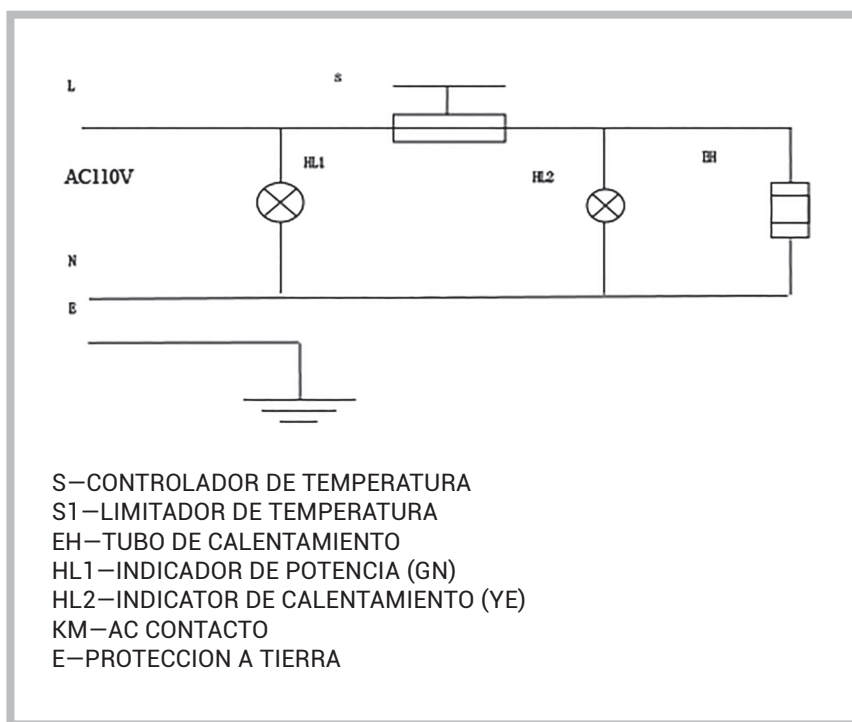 L
S
HL1
EH
HL2
AC110V
N
E
S—CONTROLADOR DE TEMPERATURA
S1—LIMITADOR DE TEMPERATURA
EH—TUBO DE CALENTAMIENTO
HL1—INDICADOR DE POTENCIA (GN)
HL2—INDICATOR DE CALENTAMIENTO (YE)
KM—AC CONTACTO
E—PROTECCION A TIERRA